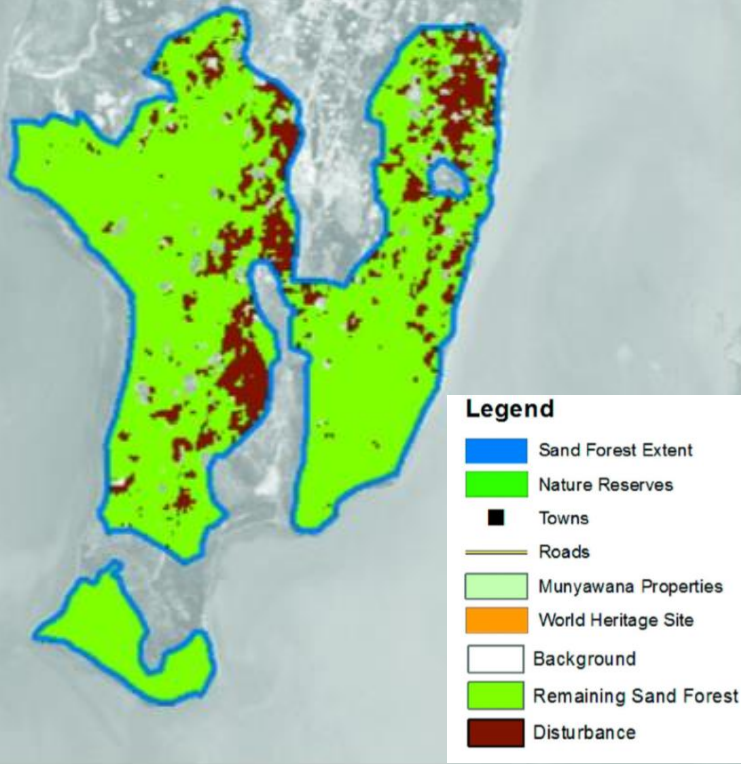 Legend
Sand Forest Extent
Nature Reserves
Towns
Roads
Munyawana Properties
World Heritage Site
Background
Remaining Sand Forest
Disturbance